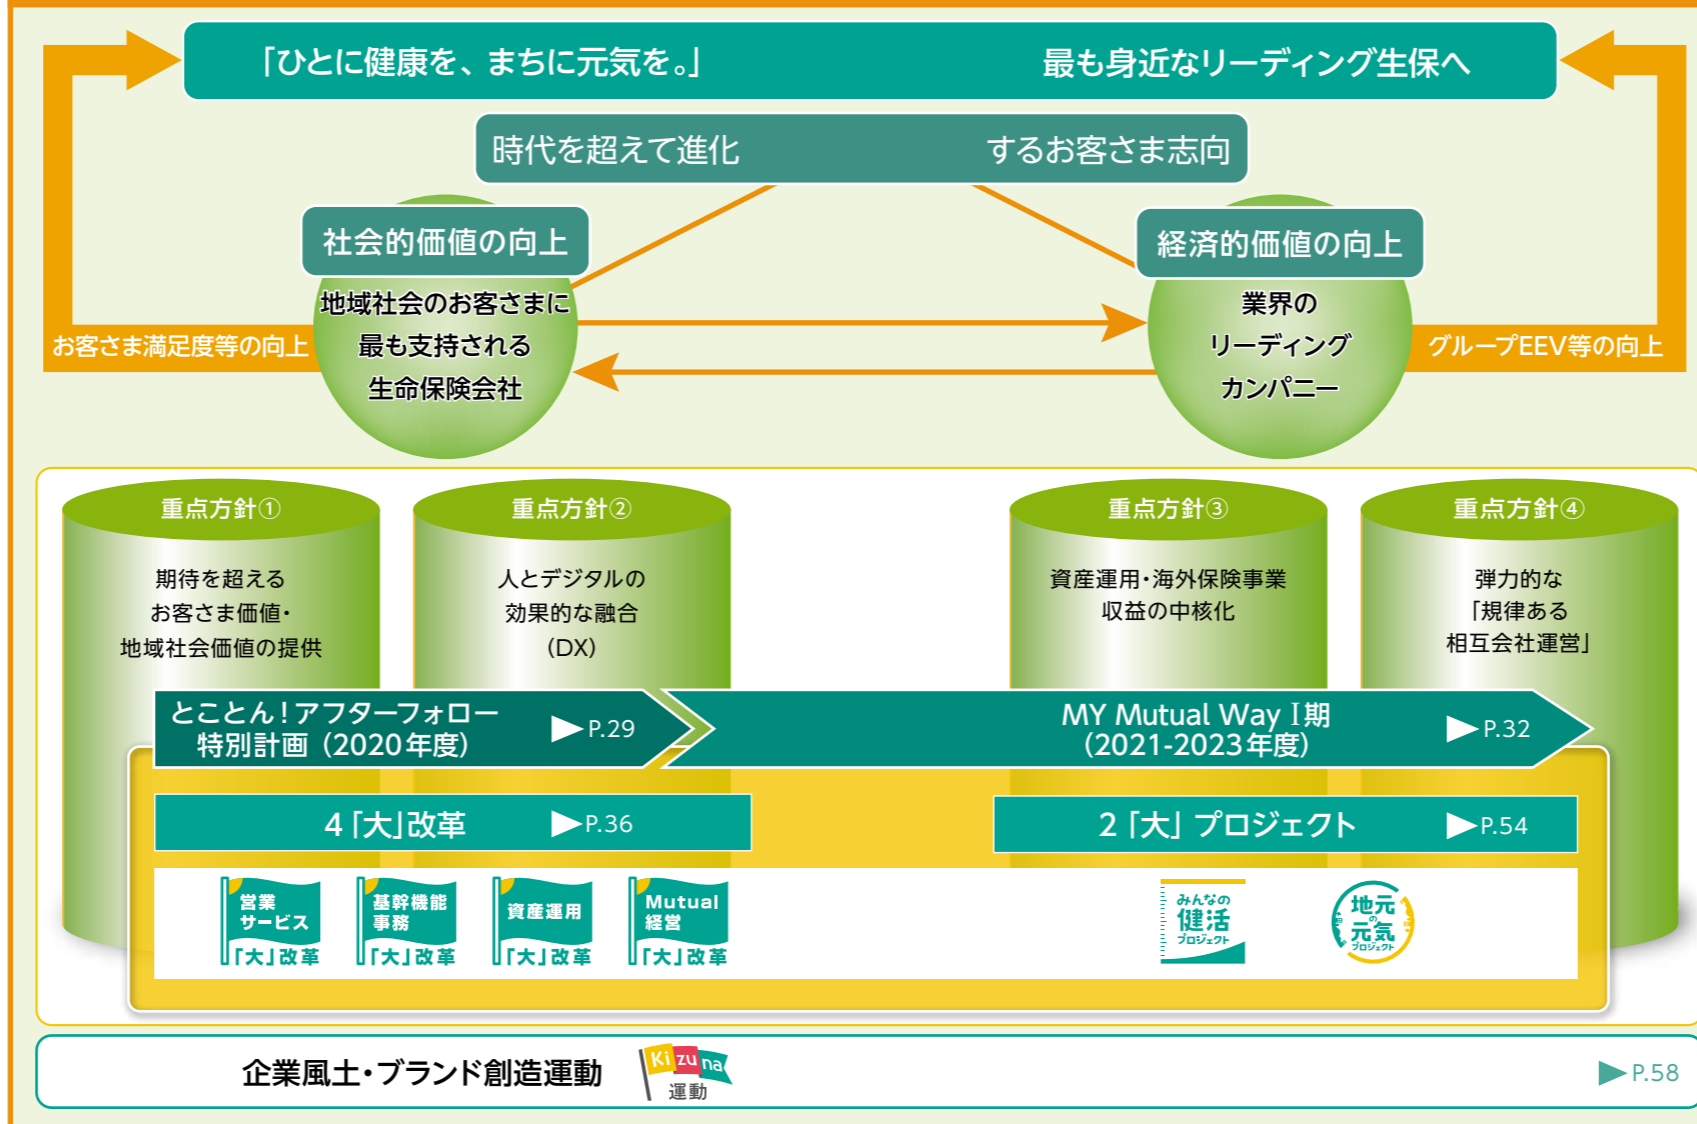 「ひとに健康を、まちに元気を。」 最も身近なリーディング生保へ
時代を超えて進化 するお客さま志向
社会的価値の向上
地域社会のお客さまに
最も支持される
生命保険会社
お客さま満足度等の向上
経済的価値の向上
業界の
リーディング
カンパニー
グループEEV等の向上
重点方針①
期待を超える
お客さま価値・
地域社会価値の提供
重点方針②
人とデジタルの
効果的な融合
(DX)
重点方針③
資産運用・海外保険事業
収益の中核化
重点方針④
弾力的な
「規律ある
相互会社運営」
とことん!アフターフォロー
特別計画(2020年度)
▶P.29
MY Mutual Way Ⅰ期
(2021-2023年度)
▶P.32
4「大」改革 ▶P.36
2「大」プロジェクト ▶P.54
営業
サービス
「大」改革
基幹機能
事務
「大」改革
資産運用
「大」改革
Mutual
経営
「大」改革
みんなの
健活
プロジェクト
地元
の
元気
プロジェクト
企業風土・ブランド創造運動
Kizuna
運動
▶P.58